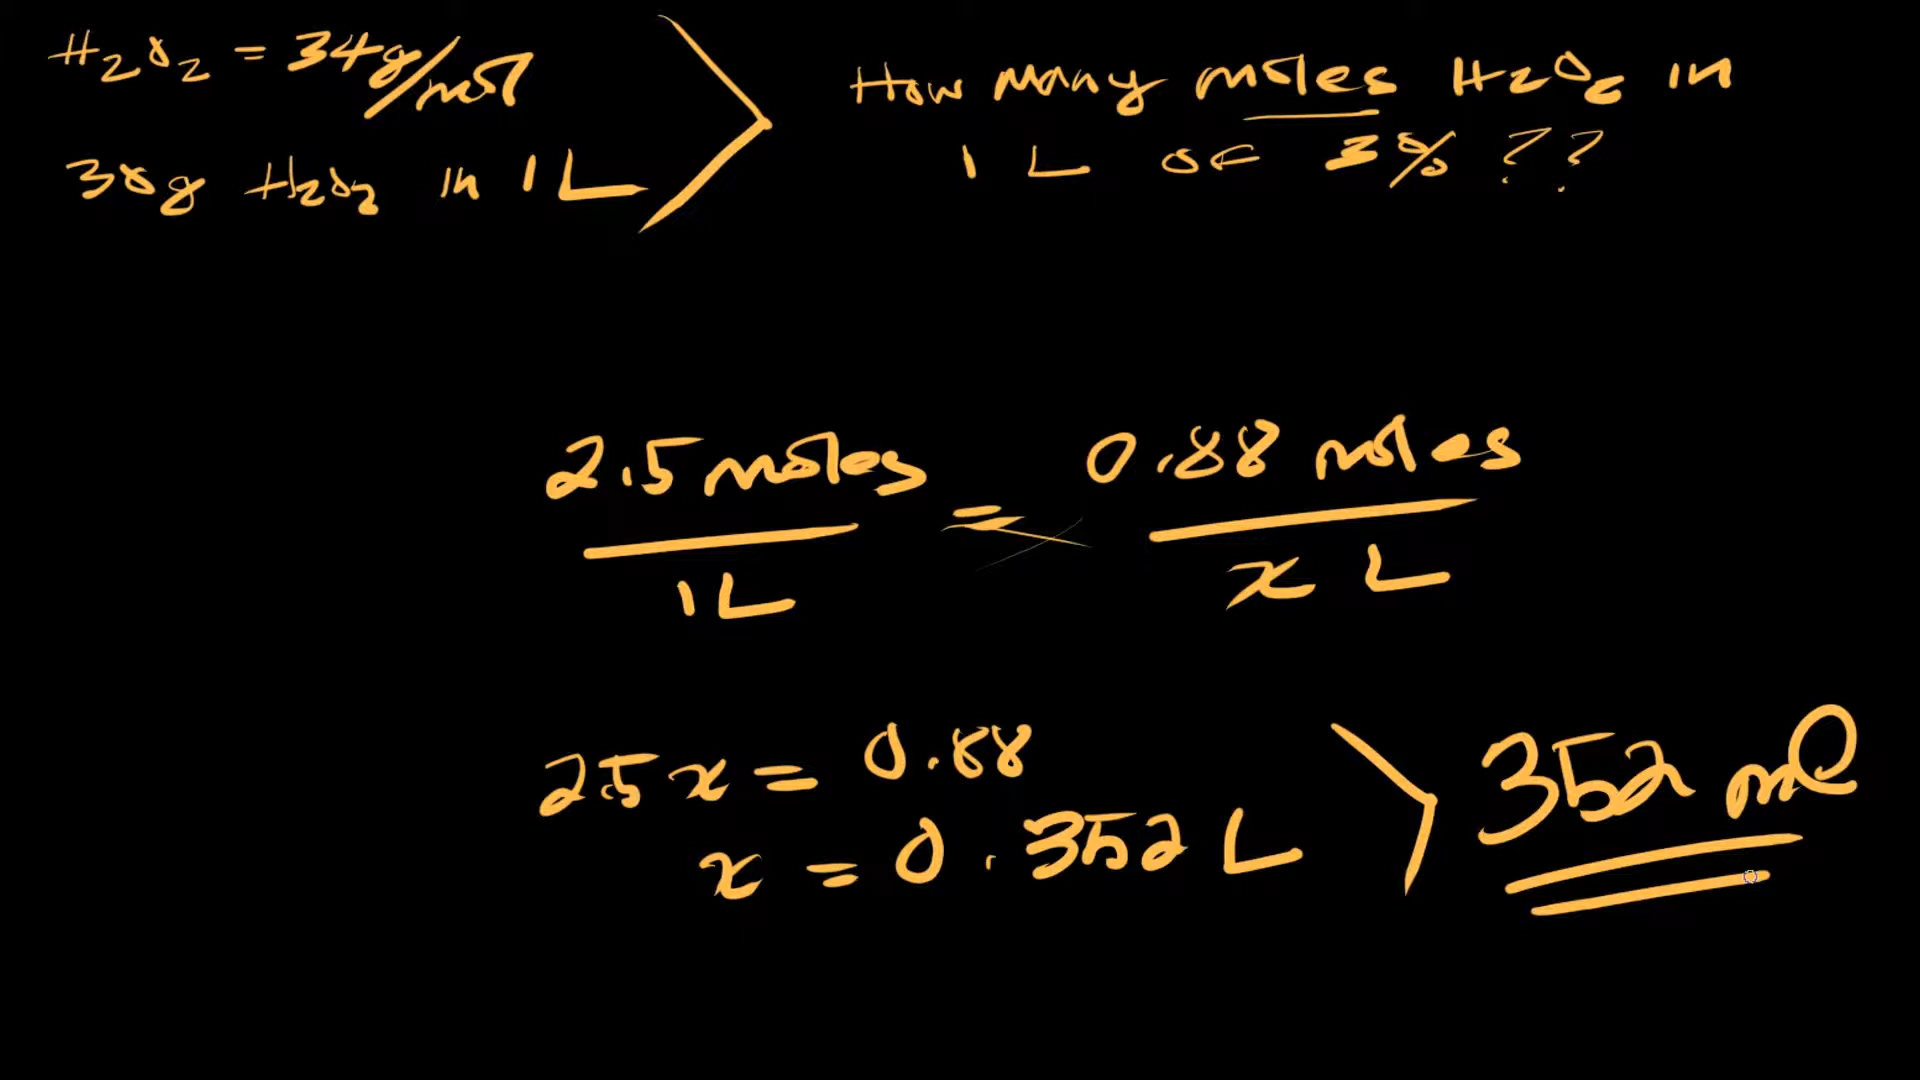 H2O2 = 34g/mol
30g H2O2 in 1L
How many moles H2O2 in
1 L OF 3% ??
2.5 moles = 0.88 moles
1L x L
2.5x = 0.88
x = 0.352 L
352 ml